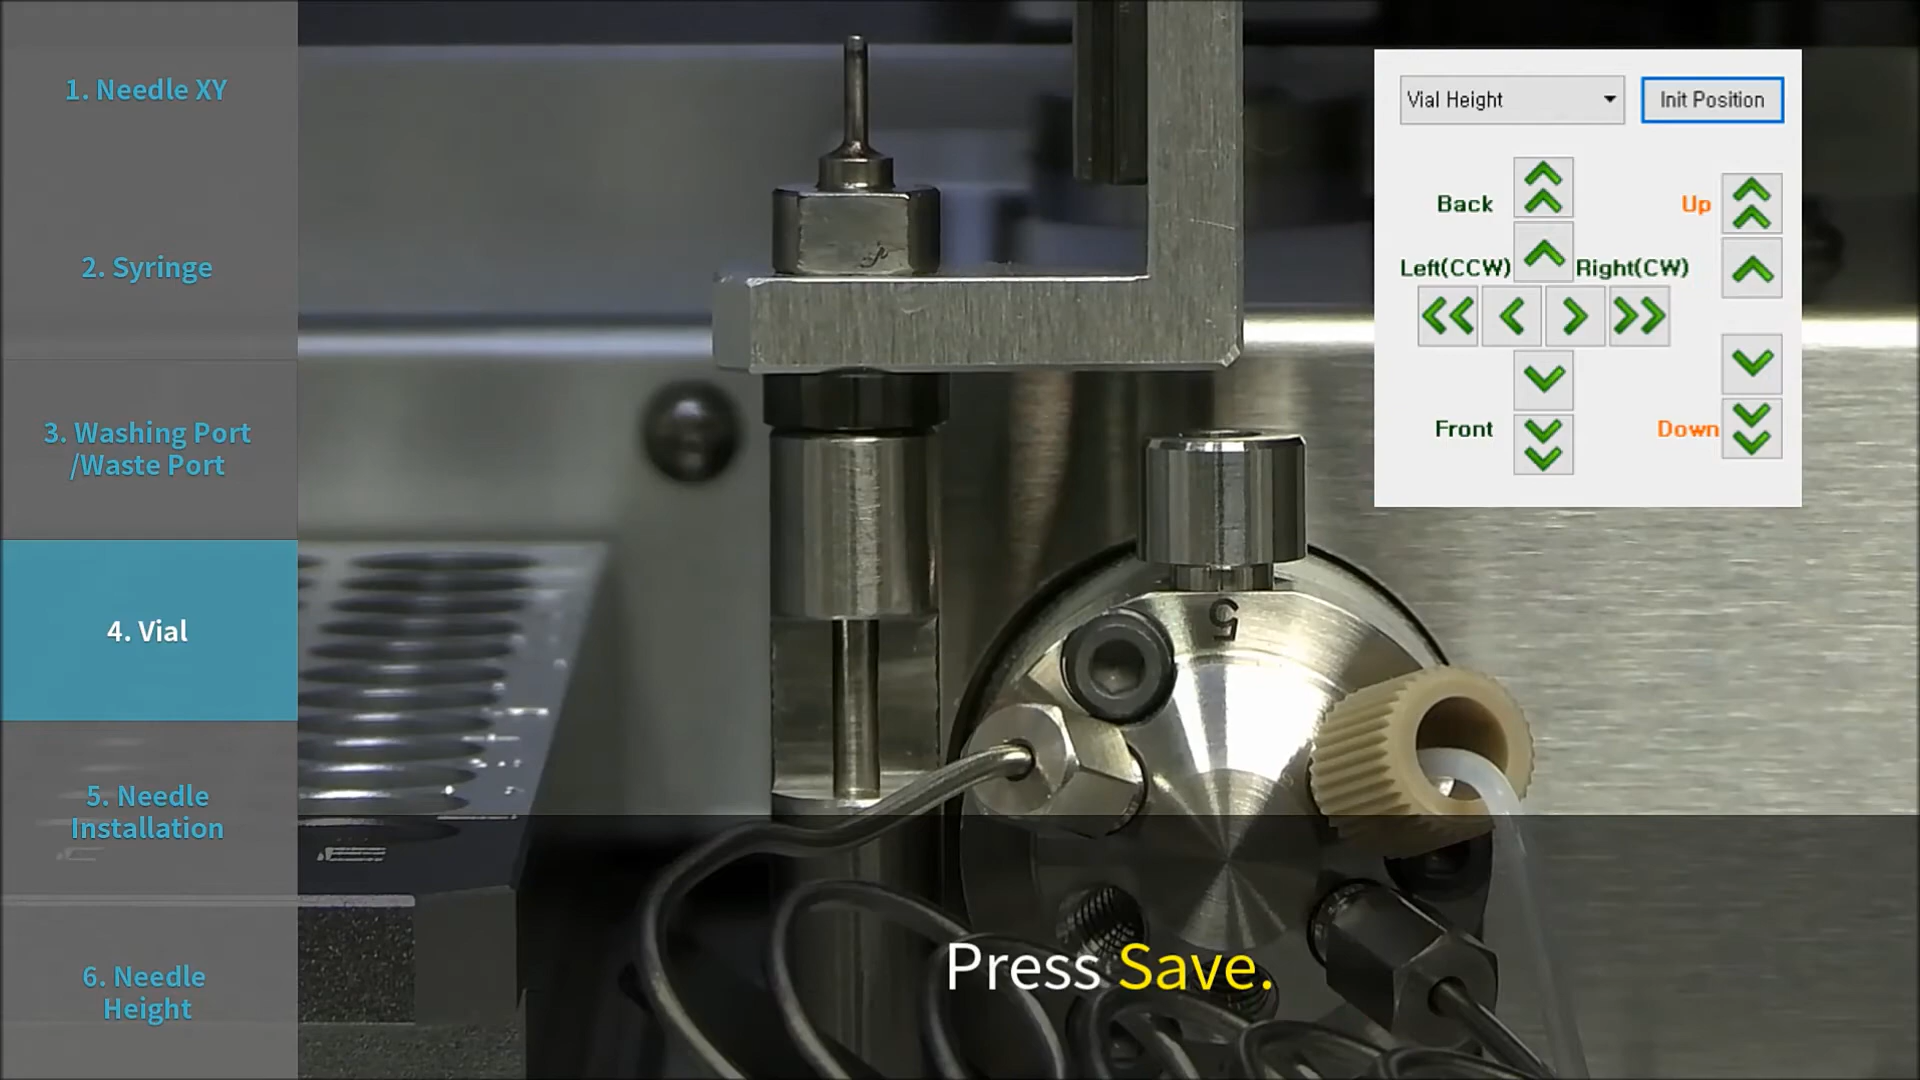 1. Needle XY
2. Syringe
3. Washing Port
/Waste Port
4. Vial
5. Needle
Installation
6. Needle
Height
Vial Height
Init Position
Back
Up
Left(CCW)
Right(CW)
Front
Down
5
Press Save.